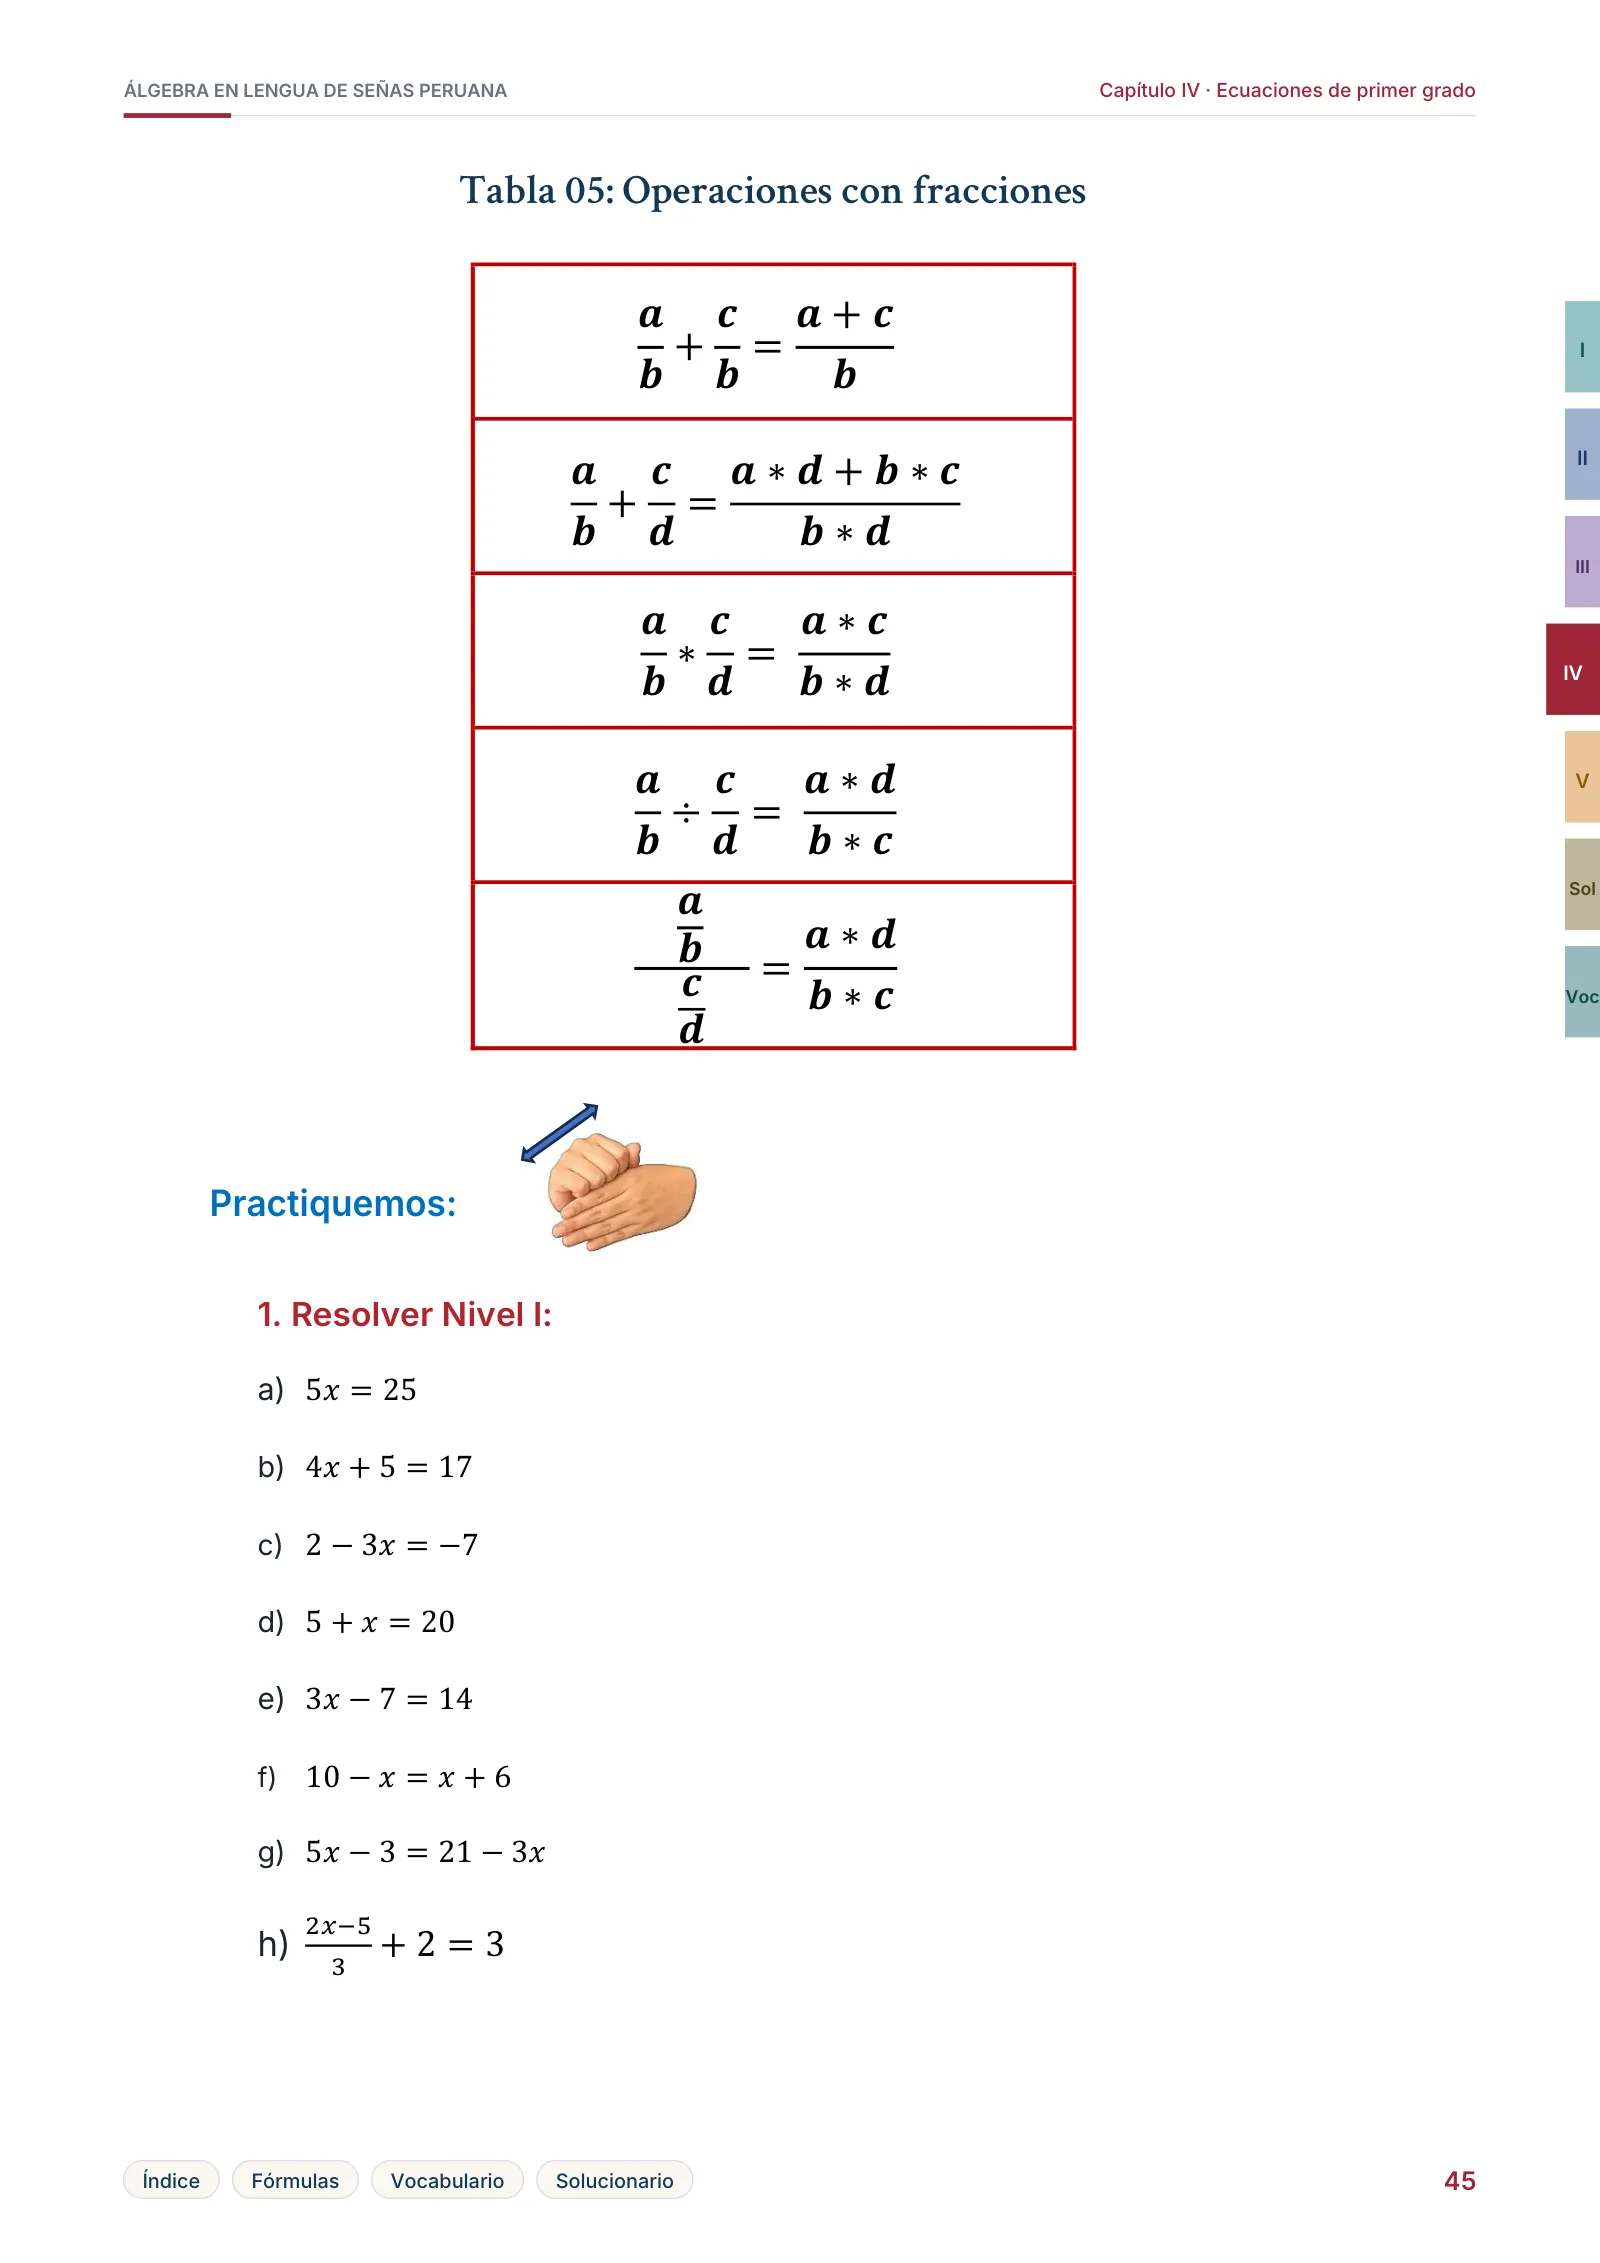 ÁLGEBRA EN LENGUA DE SEÑAS PERUANA
Capítulo IV · Ecuaciones de primer grado
Tabla 05: Operaciones con fracciones
a/b + c/b = (a + c)/b
a/b + c/d = (a * d + b * c)/(b * d)
a/b * c/d = (a * c)/(b * d)
a/b ÷ c/d = (a * d)/(b * c)
(a/b)/(c/d) = (a * d)/(b * c)
I
II
III
IV
V
Sol
Voc
Practiquemos:
1. Resolver Nivel I:
a) 5x = 25
b) 4x + 5 = 17
c) 2 − 3x = −7
d) 5 + x = 20
e) 3x − 7 = 14
f) 10 − x = x + 6
g) 5x − 3 = 21 − 3x
h) (2x−5)/3 + 2 = 3
Índice
Fórmulas
Vocabulario
Solucionario
45